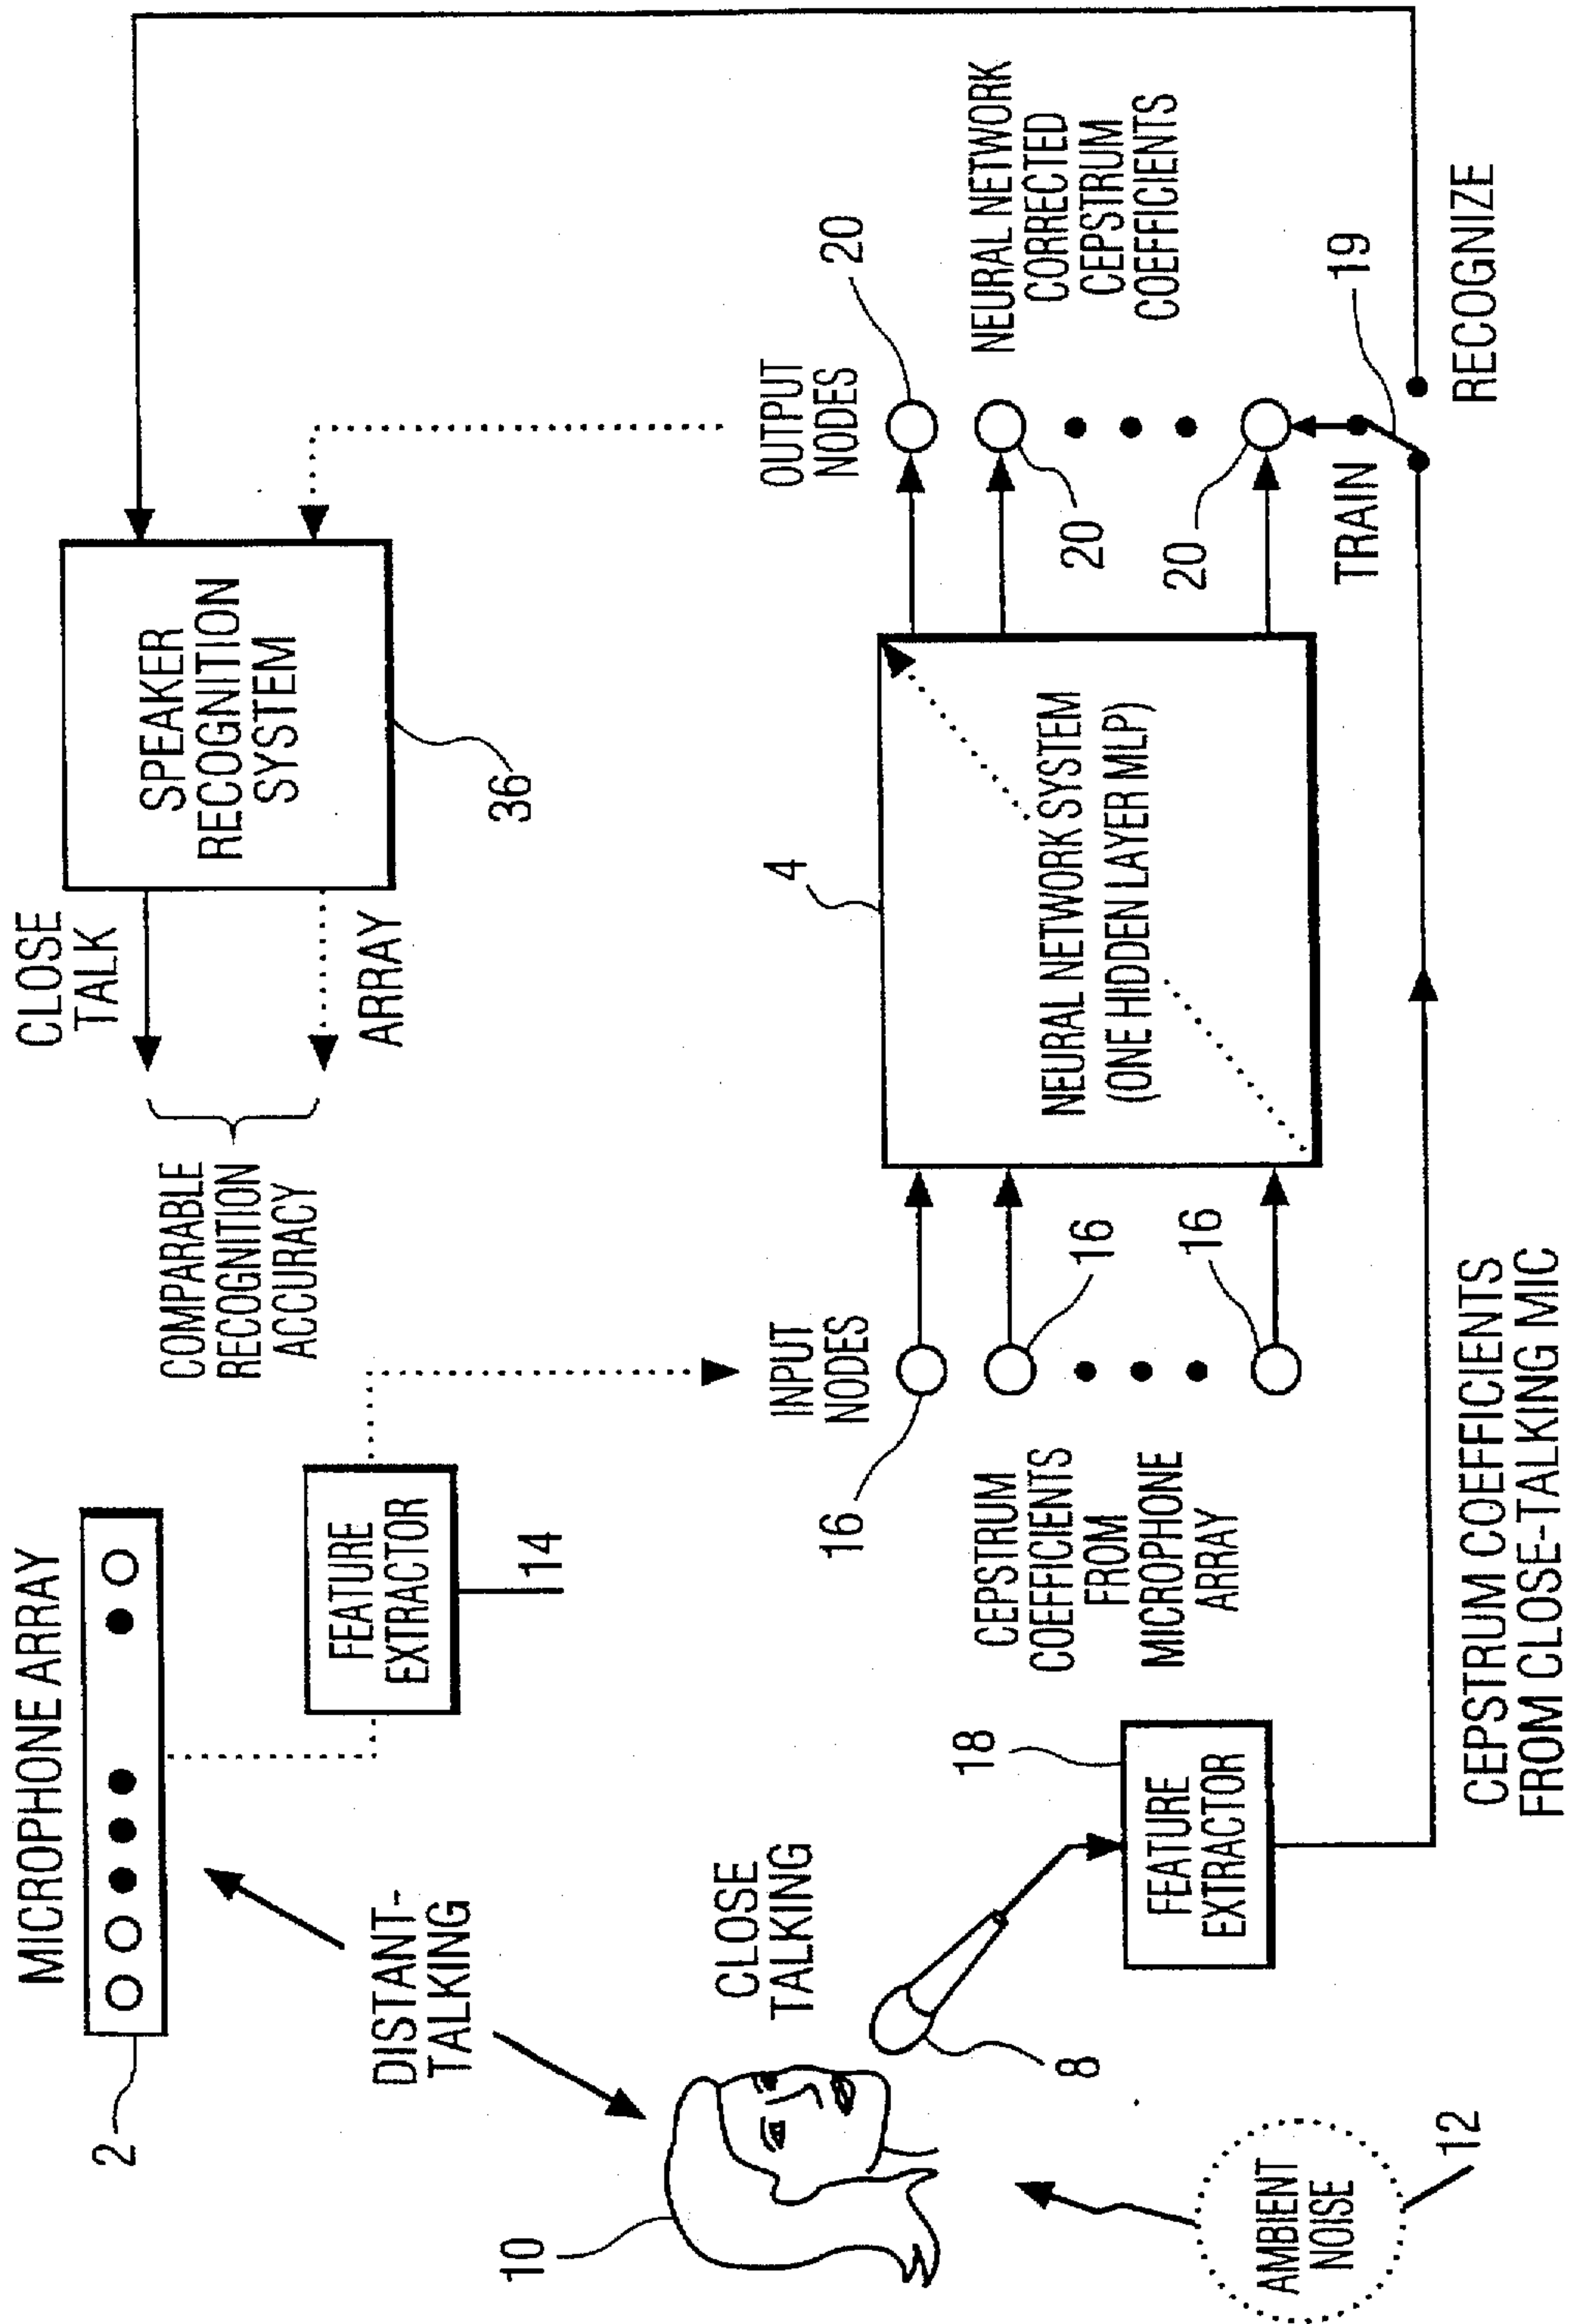 MICROPHONE ARRAY
2
DISTANT-
TALKING
FEATURE
EXTRACTOR
14
COMPARABLE
RECOGNITION
ACCURACY
CLOSE
TALK
ARRAY
SPEAKER
RECOGNITION
SYSTEM
36
10
CLOSE
TALKING
8
AMBIENT
NOISE
12
18
FEATURE
EXTRACTOR
INPUT
NODES
16
16
16
CEPSTRUM
COEFFICIENTS
FROM
MICROPHONE
ARRAY
4
NEURAL NETWORK SYSTEM
(ONE HIDDEN LAYER MLP)
OUTPUT
NODES
20
20
20
NEURAL NETWORK
CORRECTED
CEPSTRUM
COEFFICIENTS
TRAIN
19
RECOGNIZE
CEPSTRUM COEFFICIENTS
FROM CLOSE-TALKING MIC